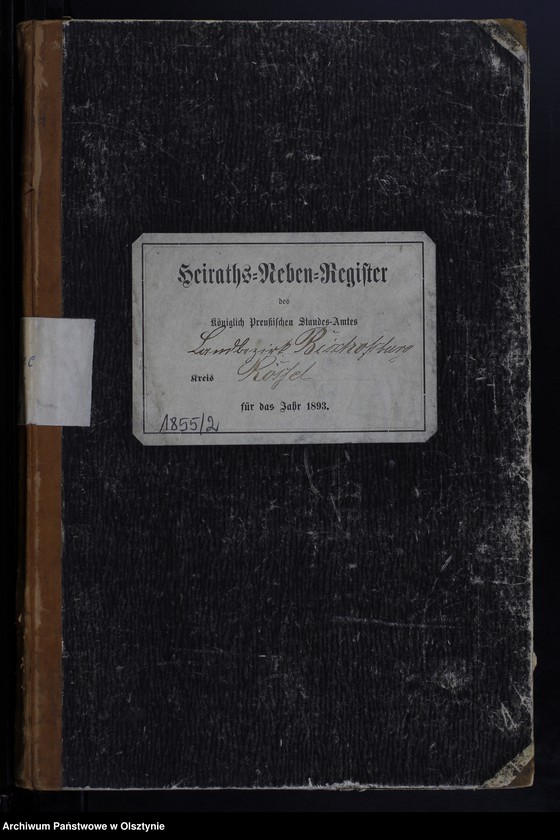 Heiraths-Neben-Register
des
Königlich Preußischen Standes-Amtes
Landbezirk Bischofsburg
Kreis Rössel
für das Jahr 1893.
1855/2
c
Archiwum Państwowe w Olsztynie